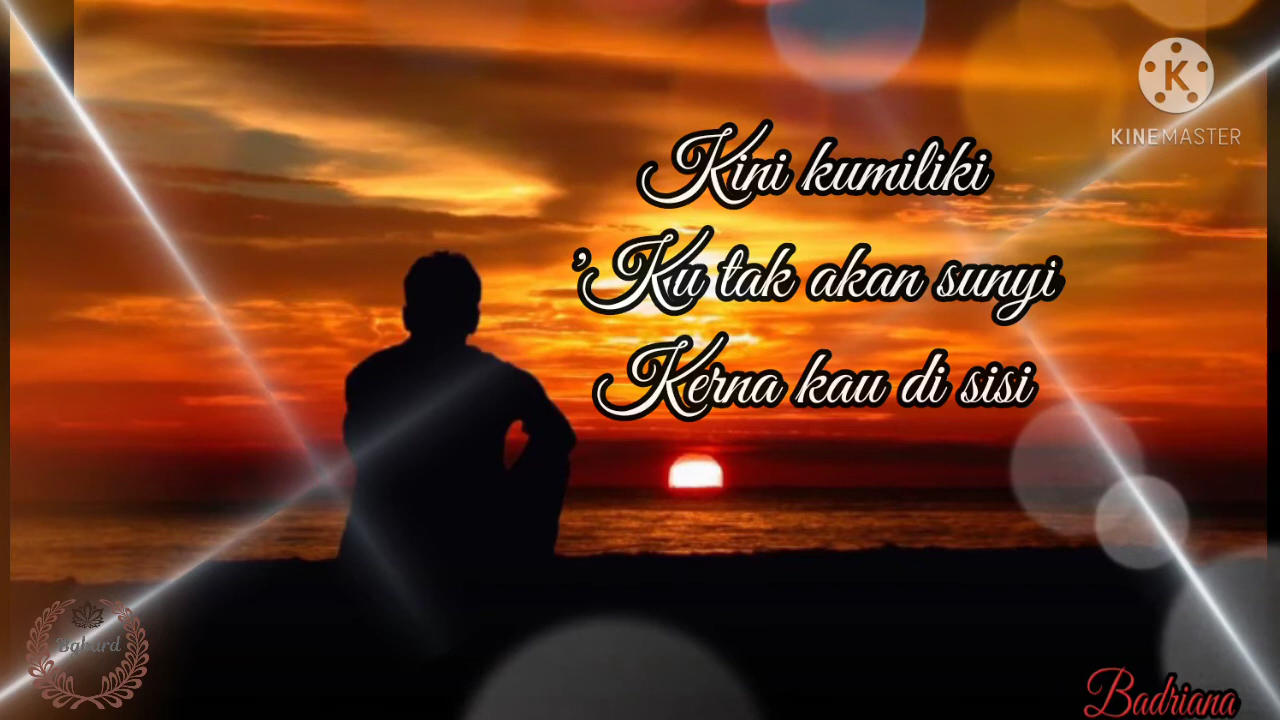 K
KINEMASTER
Kini kumiliki
'Ku tak akan sunyi
Kerna kau di sisi
Badriana